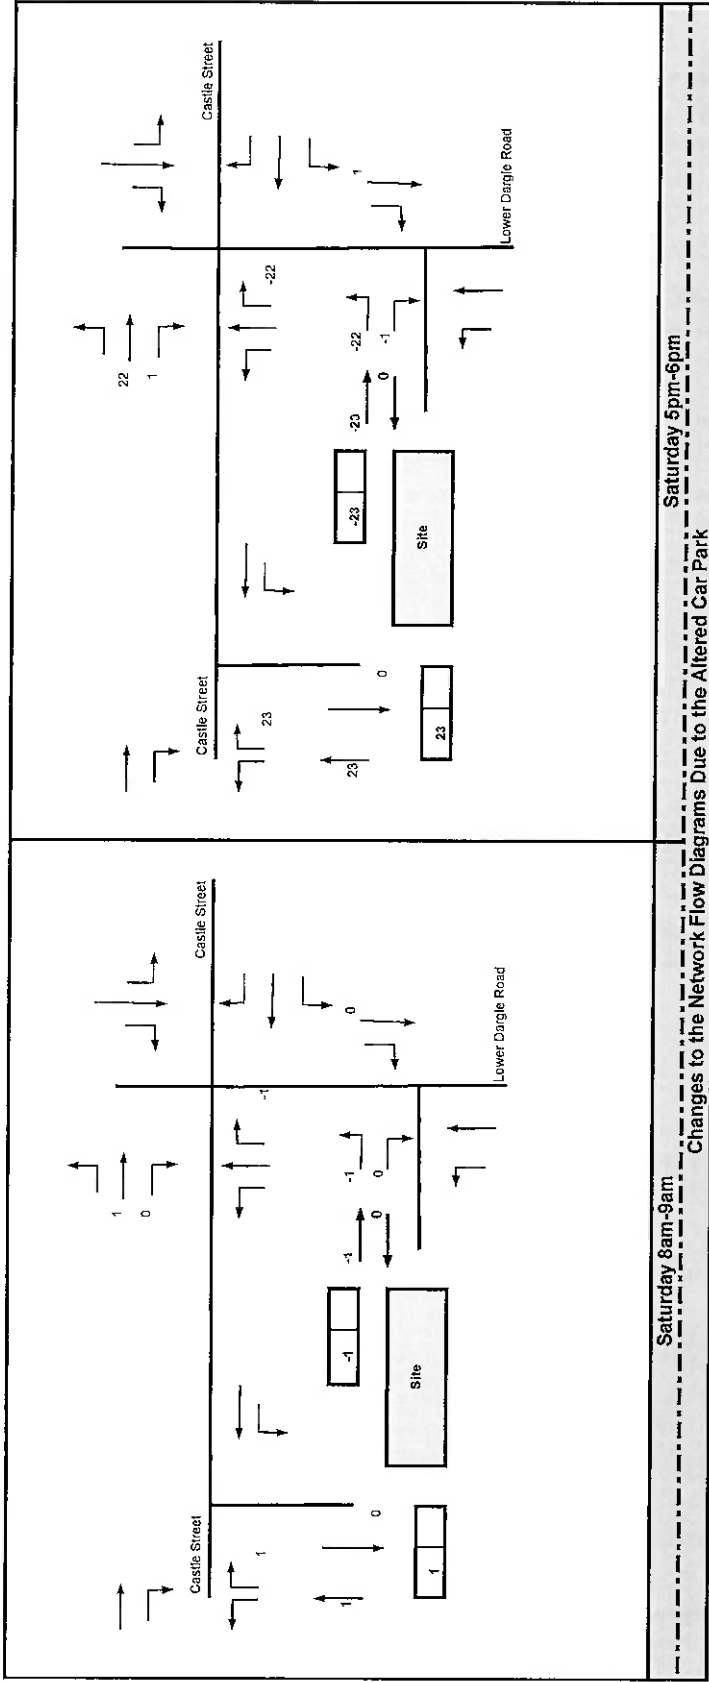 1
0
Castle Street
Castle Street
1
-1
1
-1
-1
-1
0
0
0
0
Site
1
Lower Dargle Road
22
1
Castle Street
Castle Street
23
-22
23
-23
-23
-22
1
0
0
-1
Site
23
Lower Dargle Road
Saturday 8am-9am
Saturday 5pm-6pm
Changes to the Network Flow Diagrams Due to the Altered Car Park